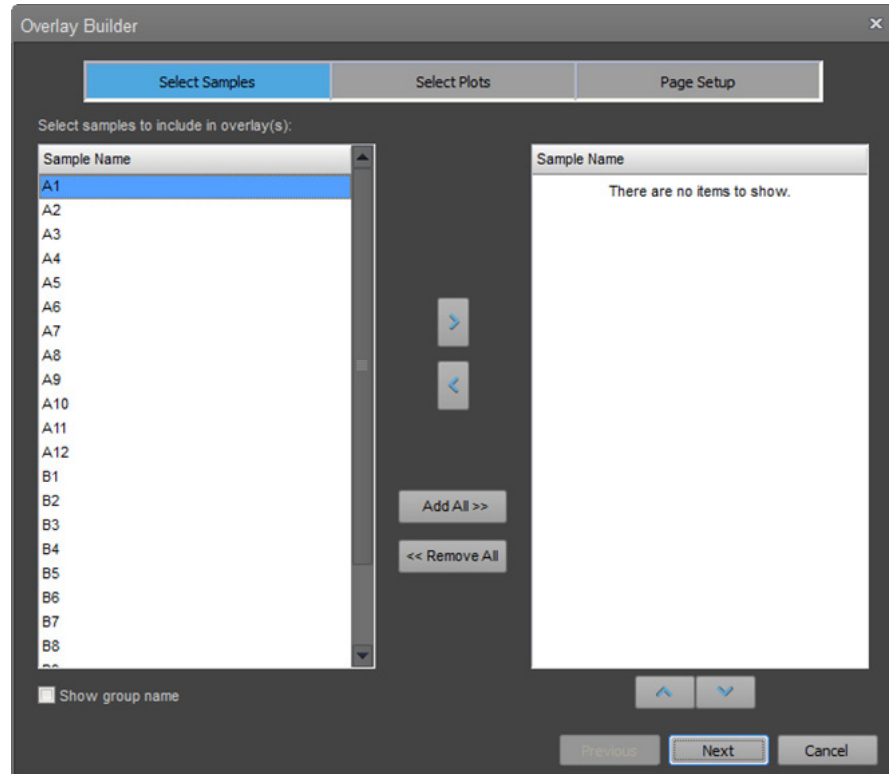 Overlay Builder
Select Samples Select Plots Page Setup
Select samples to include in overlay(s):
Sample Name
A1
A2
A3
A4
A5
A6
A7
A8
A9
A10
A11
A12
B1
B2
B3
B4
B5
B6
B7
B8
Sample Name
There are no items to show.
>
<
Add All >>
<< Remove All
Show group name
Previous Next Cancel